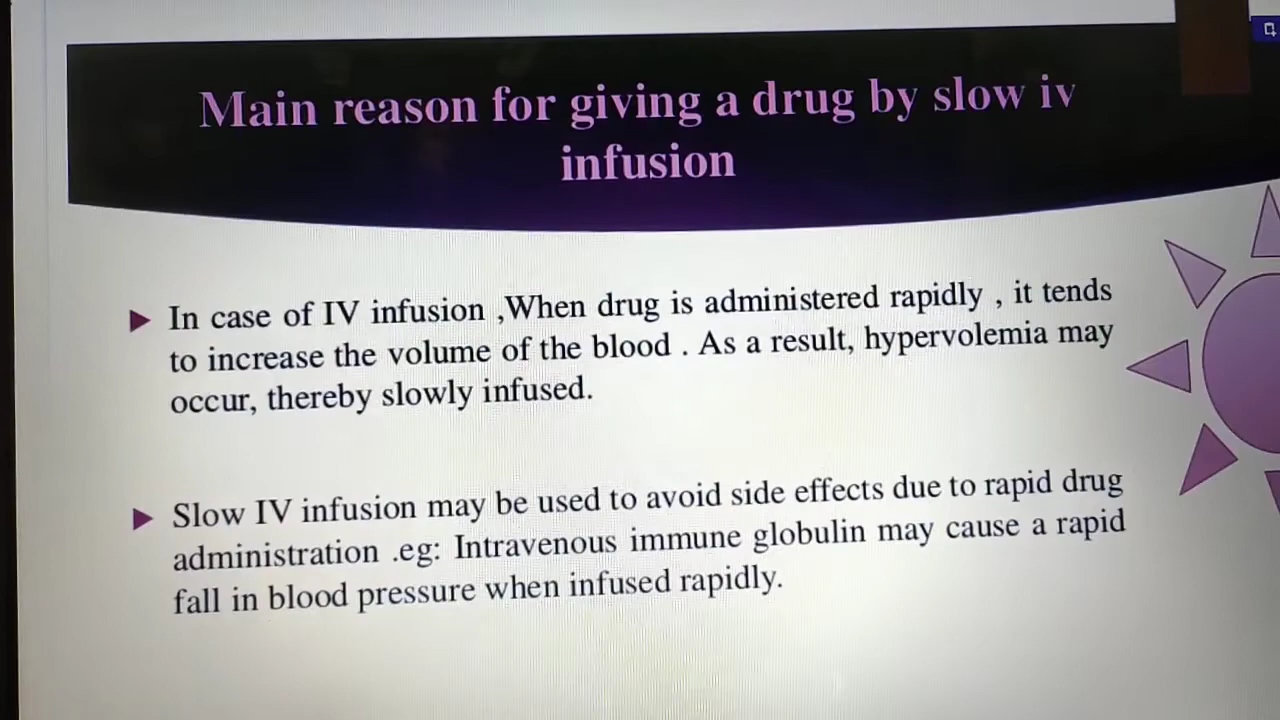 Main reason for giving a drug by slow iv
infusion
In case of IV infusion ,When drug is administered rapidly , it tends
to increase the volume of the blood . As a result, hypervolemia may
occur, thereby slowly infused.
Slow IV infusion may be used to avoid side effects due to rapid drug
administration .eg: Intravenous immune globulin may cause a rapid
fall in blood pressure when infused rapidly.